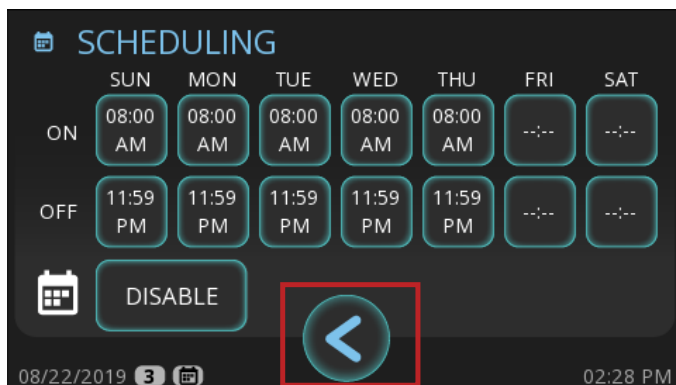 SCHEDULING
SUN MON TUE WED THU FRI SAT
ON 08:00 AM 08:00 AM 08:00 AM 08:00 AM 08:00 AM --:-- --:--
OFF 11:59 PM 11:59 PM 11:59 PM 11:59 PM 11:59 PM --:-- --:--
DISABLE
<
08/22/2019 3 02:28 PM